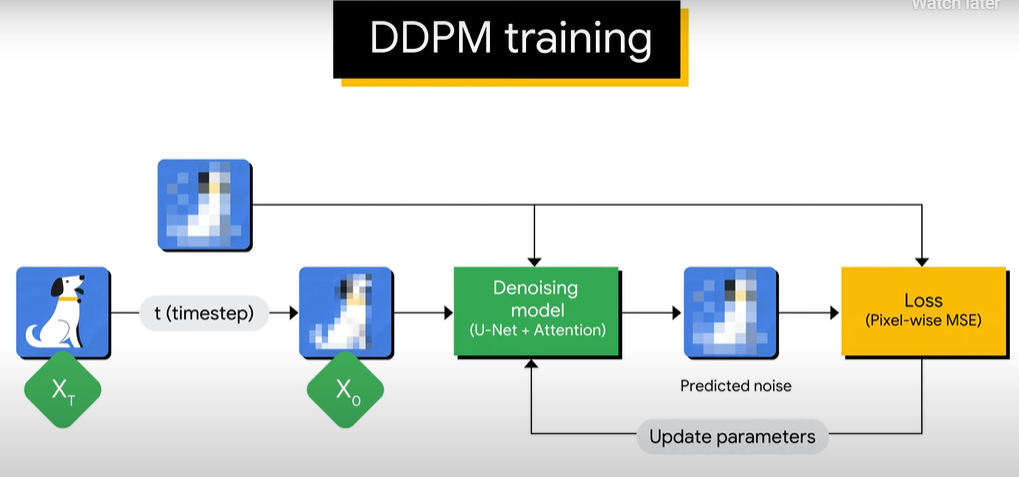 Watch later
DDPM training
t (timestep)
Denoising
model
(U-Net + Attention)
Loss
(Pixel-wise MSE)
X_T
X_0
Predicted noise
Update parameters